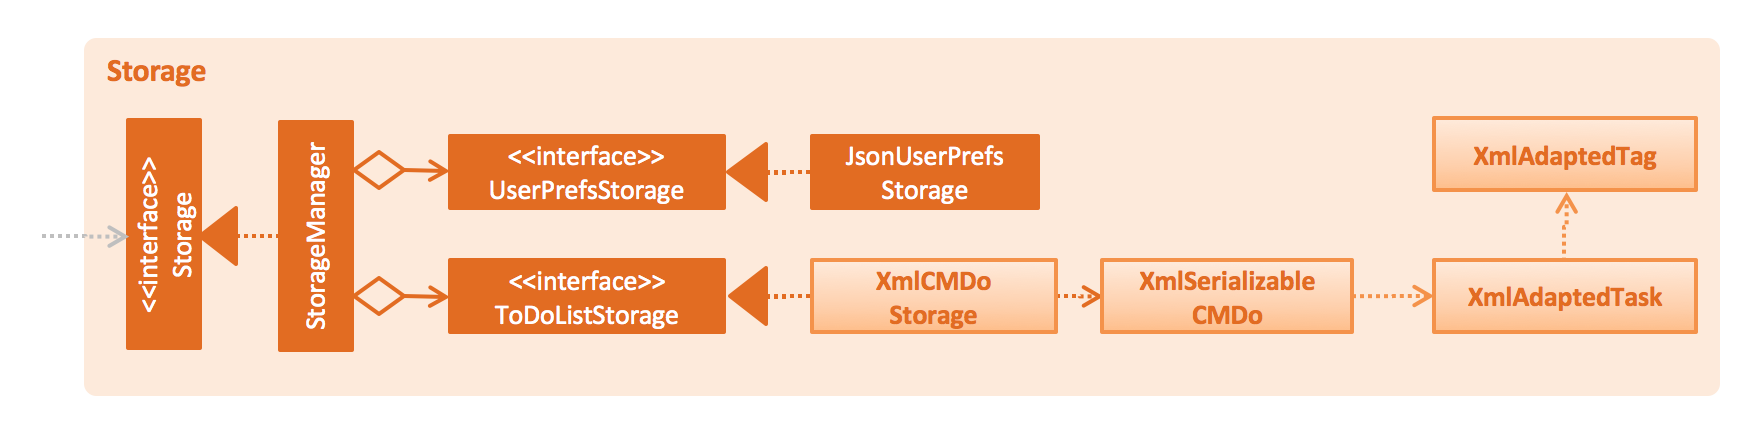 Storage
<<interface>>
Storage
StorageManager
<<interface>>
UserPrefsStorage
JsonUserPrefs
Storage
<<interface>>
ToDoListStorage
XmlCMDo
Storage
XmlSerializable
CMDo
XmlAdaptedTag
XmlAdaptedTask